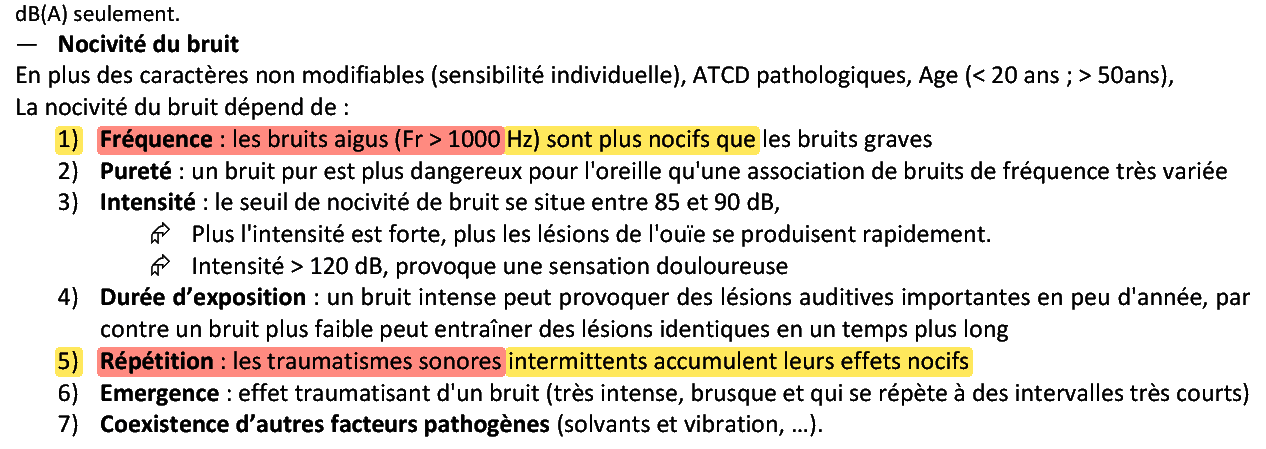 dB(A) seulement.
— Nocivité du bruit
En plus des caractères non modifiables (sensibilité individuelle), ATCD pathologiques, Age (< 20 ans ; > 50ans),
La nocivité du bruit dépend de :
1) Fréquence : les bruits aigus (Fr > 1000 Hz) sont plus nocifs que les bruits graves
2) Pureté : un bruit pur est plus dangereux pour l'oreille qu'une association de bruits de fréquence très variée
3) Intensité : le seuil de nocivité de bruit se situe entre 85 et 90 dB,
Plus l'intensité est forte, plus les lésions de l'ouïe se produisent rapidement.
Intensité > 120 dB, provoque une sensation douloureuse
4) Durée d’exposition : un bruit intense peut provoquer des lésions auditives importantes en peu d'année, par
contre un bruit plus faible peut entraîner des lésions identiques en un temps plus long
5) Répétition : les traumatismes sonores intermittents accumulent leurs effets nocifs
6) Emergence : effet traumatisant d'un bruit (très intense, brusque et qui se répète à des intervalles très courts)
7) Coexistence d’autres facteurs pathogènes (solvants et vibration, …).